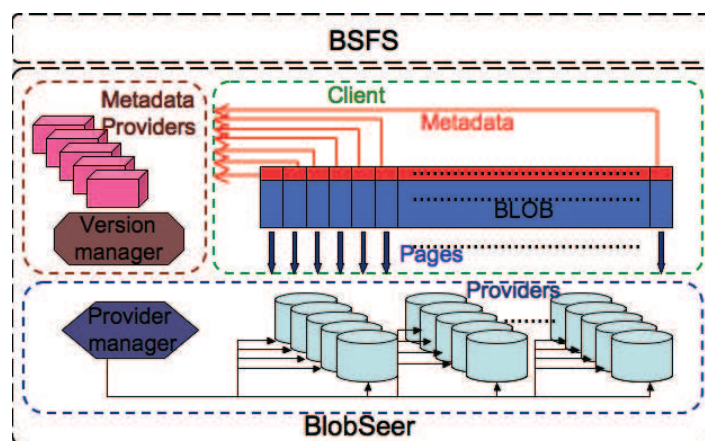 BSFS
Metadata
Providers
Client
Metadata
Version
manager
BLOB
Pages
Providers
Provider
manager
BlobSeer